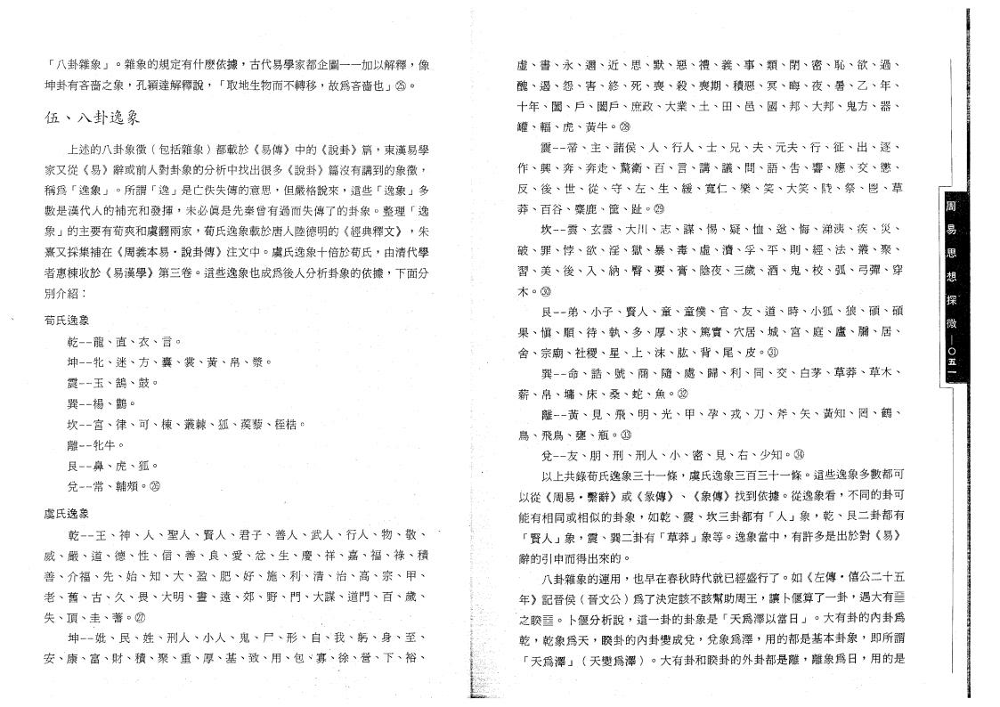 「八卦雜象」。雜象的規定有什麼依據，古代易學家都企圖一一加以解釋，像
坤卦有吝嗇之象，孔穎達解釋說，「取地生物而不轉移，故爲吝嗇也」㉕。
伍、八卦逸象
上述的八卦象徵（包括雜象）都載於《易傳》中的《說卦》篇，東漢易學
家又從《易》辭或前人對卦象的分析中找出很多《說卦》篇沒有講到的象徵，
稱爲「逸象」。所謂「逸」是亡佚失傳的意思，但嚴格說來，這些「逸象」多
數是漢代人的補充和發揮，未必眞是先秦曾有過而失傳了的卦象。整理「逸
象」的主要有荀爽和虞翻兩家，荀氏逸象載於唐人陸德明的《經典釋文》，朱
熹又採集補在《周義本易・說卦傳》注文中。虞氏逸象十倍於荀氏，由清代學
者惠棟收於《易漢學》第三卷。這些逸象也成爲後人分析卦象的依據，下面分
別介紹：
荀氏逸象
乾--龍、直、衣、言。
坤--牝、迷、方、囊、裳、黃、帛、漿。
震--玉、鵠、鼓。
巽--楊、鸛。
坎--宮、律、可、棟、叢棘、狐、蒺藜、桎梏。
離--牝牛。
艮--鼻、虎、狐。
兌--常、輔頰。㉖
虞氏逸象
乾--王、神、人、聖人、賢人、君子、善人、武人、行人、物、敬、
威、嚴、道、德、性、信、善、良、愛、忿、生、慶、祥、嘉、福、祿、積
善、介福、先、始、知、大、盈、肥、好、施、利、清、治、高、宗、甲、
老、舊、古、久、畏、大明、晝、遠、郊、野、門、大謀、道門、百、歲、
失、頂、圭、蓍。㉗
坤--妣、民、姓、刑人、小人、鬼、尸、形、自、我、躬、身、至、
安、康、富、財、積、聚、重、厚、基、致、用、包、寡、徐、營、下、裕、
虛、書、永、邇、近、思、默、惡、禮、義、事、類、閉、密、恥、欲、過、
醜、遏、怨、害、終、死、喪、殺、喪期、積惡、冥、晦、夜、暑、乙、年、
十年、闔、戶、闔戶、庶政、大業、土、田、邑、國、邦、大邦、鬼方、器、
罐、輻、虎、黃牛。㉘
震--帝、主、諸侯、人、行人、士、兄、夫、元夫、行、征、出、逐、
作、興、奔、奔走、驚衛、百、言、講、議、問、語、告、響、應、交、懲、
反、後、世、從、守、左、生、緩、寬仁、樂、笑、大笑、陟、祭、鬯、草
莽、百谷、麋鹿、筐、趾。㉙
坎--雲、玄雲、大川、志、謀、惕、疑、恤、逖、悔、涕洟、疾、災、
破、罪、悖、欲、淫、獄、暴、毒、虛、瀆、孚、平、則、經、法、叢、聚、
習、美、後、入、納、臀、要、膏、陰夜、三歲、酒、鬼、校、弧、弓彈、穿
木。㉚
艮--弟、小子、賢人、童、童僕、官、友、道、時、小狐、狼、碩、碩
果、愼、順、待、執、多、厚、求、篤實、穴居、城、宮、庭、廬、牖、居、
舍、宗廟、社稷、星、上、沫、肱、背、尾、皮。㉛
巽--命、誥、號、商、隨、處、歸、利、同、交、白茅、草莽、草木、
薪、帛、墉、床、桑、蛇、魚。㉜
離--黃、見、飛、明、光、甲、孕、戎、刀、斧、矢、黃知、罔、鶴、
鳥、飛鳥、甕、瓶。㉝
兌--友、朋、刑、刑人、小、密、見、右、少知。㉞
以上共錄荀氏逸象三十一條，虞氏逸象三百三十一條。這些逸象多數都可
以從《周易・繫辭》或《彖傳》、《象傳》找到依據。從逸象看，不同的卦可
能有相同或相似的卦象，如乾、震、坎三卦都有「人」象，乾、艮二卦都有
「賢人」象，震、巽二卦有「草莽」象等。逸象當中，有許多是出於對《易》
辭的引申而得出來的。
八卦雜象的運用，也早在春秋時代就已經盛行了。如《左傳・僖公二十五
年》記晉侯（晉文公）爲了決定該不該幫助周王，讓卜偃算了一卦，遇大有䷍
之睽䷥。卜偃分析說，這一卦的卦象是「天爲澤以當日」。大有卦的內卦爲
乾，乾象爲天，睽卦的內卦變成兌，兌象爲澤，用的都是基本卦象，即所謂
「天爲澤」（天變爲澤）。大有卦和睽卦的外卦都是離，離象爲日，用的是
周易思想探微—〇五一